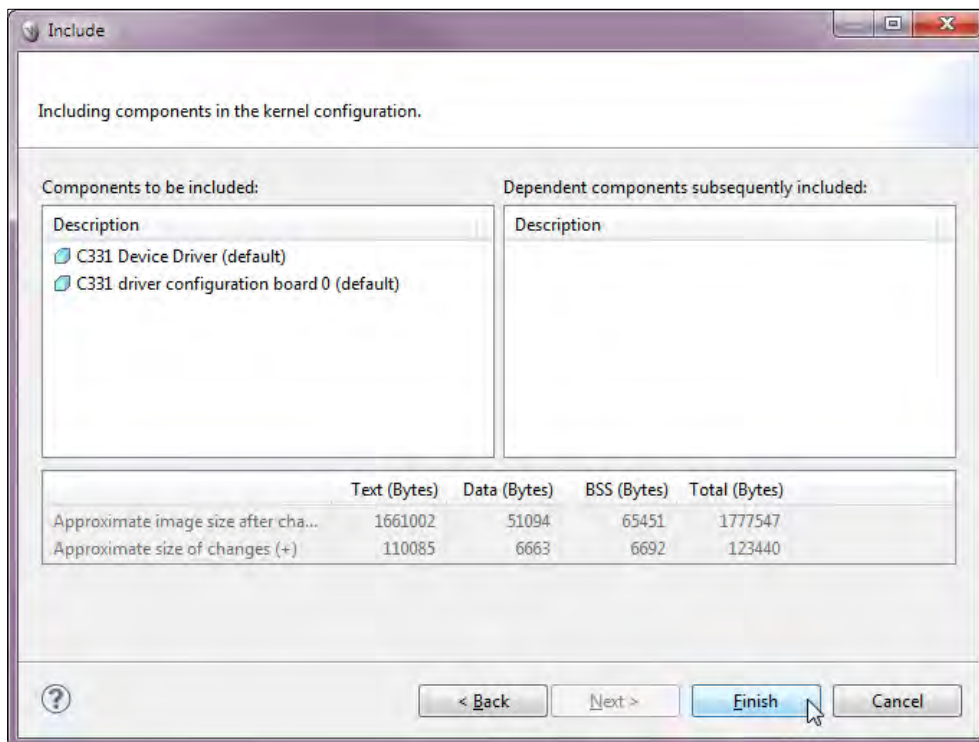 Include
Including components in the kernel configuration.
Components to be included:
Description
C331 Device Driver (default)
C331 driver configuration board 0 (default)
Dependent components subsequently included:
Description
Text (Bytes) Data (Bytes) BSS (Bytes) Total (Bytes)
Approximate image size after cha... 1661002 51094 65451 1777547
Approximate size of changes (+) 110085 6663 6692 123440
?
< Back Next > Finish Cancel